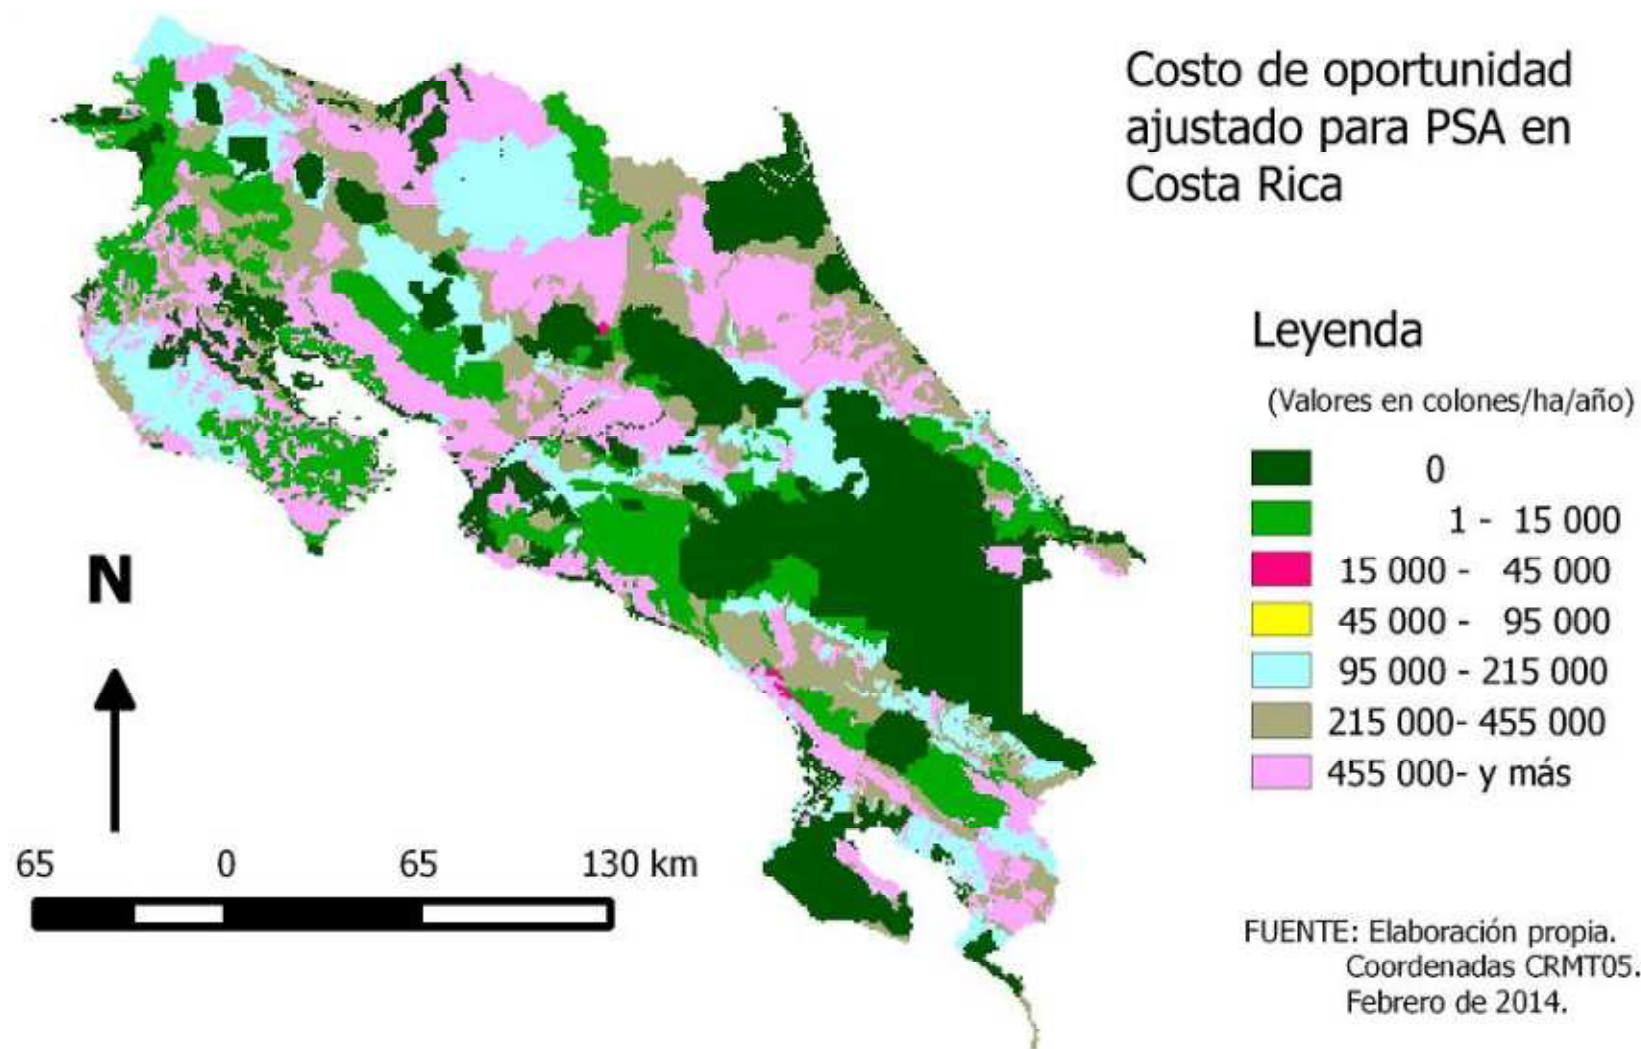 Costo de oportunidad
ajustado para PSA en
Costa Rica
Leyenda
(Valores en colones/ha/año)
0
1 - 15 000
15 000 - 45 000
45 000 - 95 000
95 000 - 215 000
215 000- 455 000
455 000- y más
N
65 0 65 130 km
FUENTE: Elaboración propia.
Coordenadas CRMT05.
Febrero de 2014.